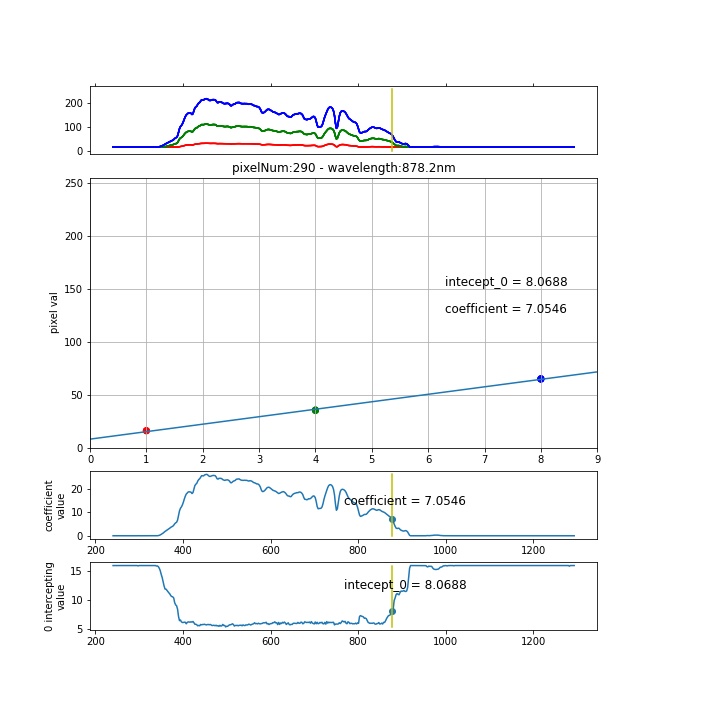 200
100
0
pixelNum:290 - wavelength:878.2nm
250
200
150
100
50
0
pixel val
intecept_0 = 8.0688
coefficient = 7.0546
0 1 2 3 4 5 6 7 8 9
20
10
0
coefficient
value
coefficient = 7.0546
200 400 600 800 1000 1200
15
10
5
0 intercepting
value
intecept_0 = 8.0688
200 400 600 800 1000 1200